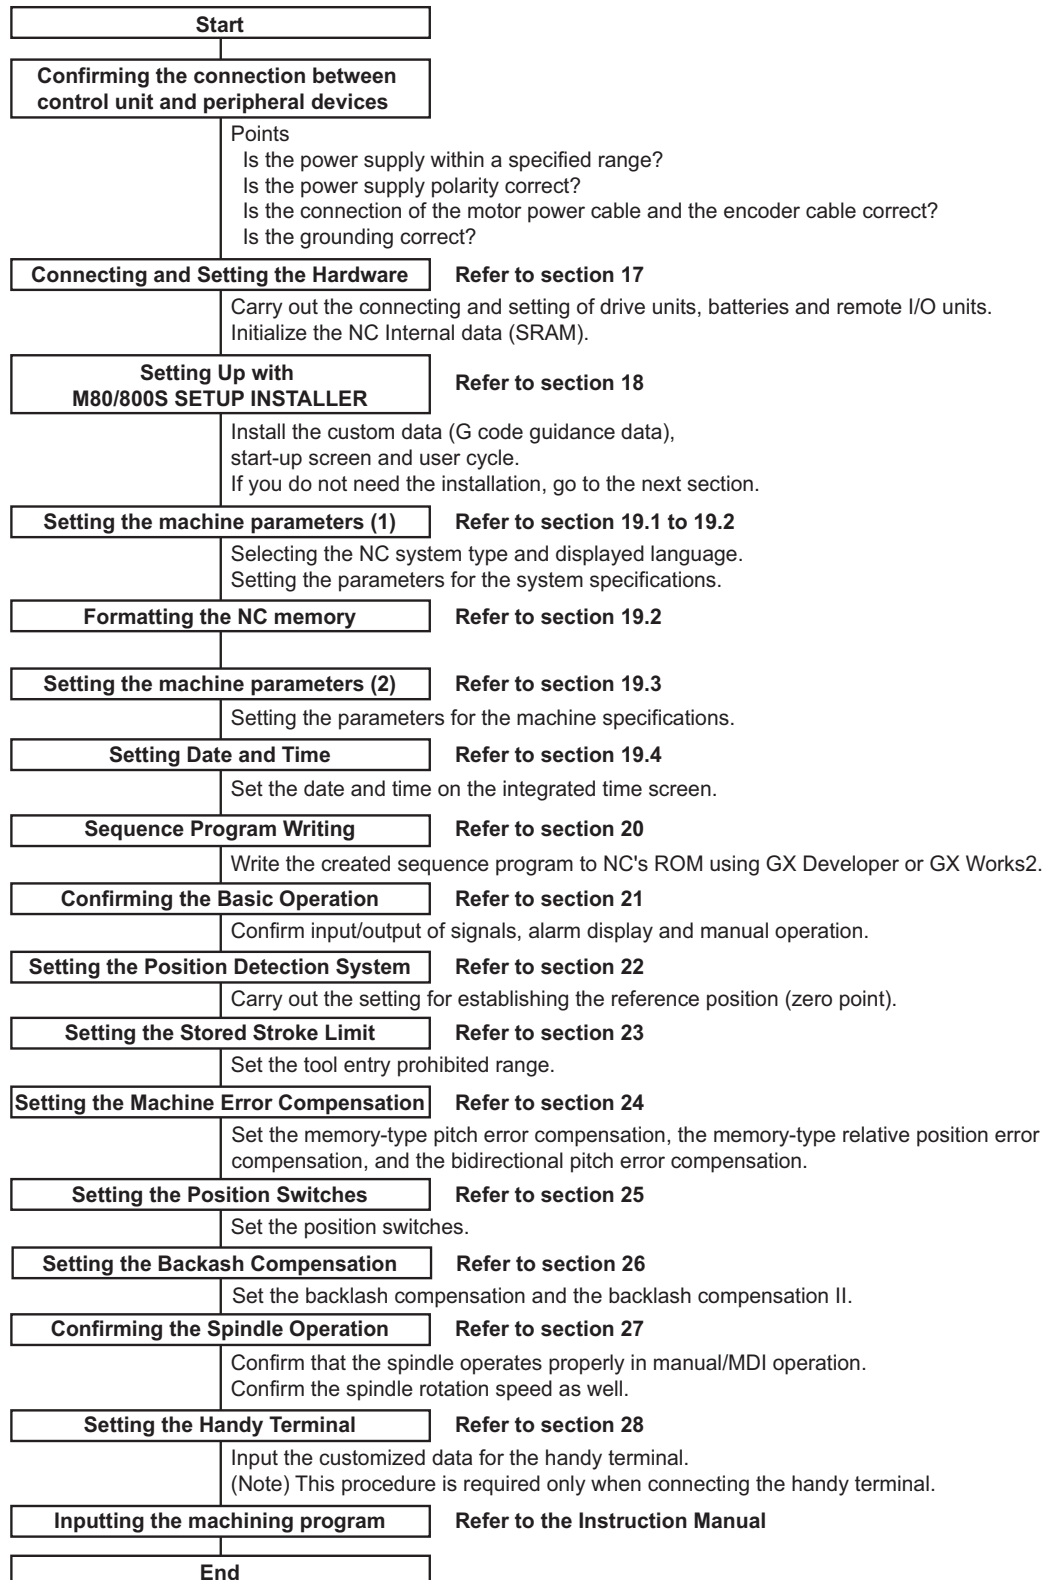 Start
Confirming the connection between
control unit and peripheral devices
Points
Is the power supply within a specified range?
Is the power supply polarity correct?
Is the connection of the motor power cable and the encoder cable correct?
Is the grounding correct?
Connecting and Setting the Hardware Refer to section 17
Carry out the connecting and setting of drive units, batteries and remote I/O units.
Initialize the NC Internal data (SRAM).
Setting Up with
M80/800S SETUP INSTALLER Refer to section 18
Install the custom data (G code guidance data),
start-up screen and user cycle.
If you do not need the installation, go to the next section.
Setting the machine parameters (1) Refer to section 19.1 to 19.2
Selecting the NC system type and displayed language.
Setting the parameters for the system specifications.
Formatting the NC memory Refer to section 19.2
Setting the machine parameters (2) Refer to section 19.3
Setting the parameters for the machine specifications.
Setting Date and Time Refer to section 19.4
Set the date and time on the integrated time screen.
Sequence Program Writing Refer to section 20
Write the created sequence program to NC's ROM using GX Developer or GX Works2.
Confirming the Basic Operation Refer to section 21
Confirm input/output of signals, alarm display and manual operation.
Setting the Position Detection System Refer to section 22
Carry out the setting for establishing the reference position (zero point).
Setting the Stored Stroke Limit Refer to section 23
Set the tool entry prohibited range.
Setting the Machine Error Compensation Refer to section 24
Set the memory-type pitch error compensation, the memory-type relative position error
compensation, and the bidirectional pitch error compensation.
Setting the Position Switches Refer to section 25
Set the position switches.
Setting the Backash Compensation Refer to section 26
Set the backlash compensation and the backlash compensation II.
Confirming the Spindle Operation Refer to section 27
Confirm that the spindle operates properly in manual/MDI operation.
Confirm the spindle rotation speed as well.
Setting the Handy Terminal Refer to section 28
Input the customized data for the handy terminal.
(Note) This procedure is required only when connecting the handy terminal.
Inputting the machining program Refer to the Instruction Manual
End